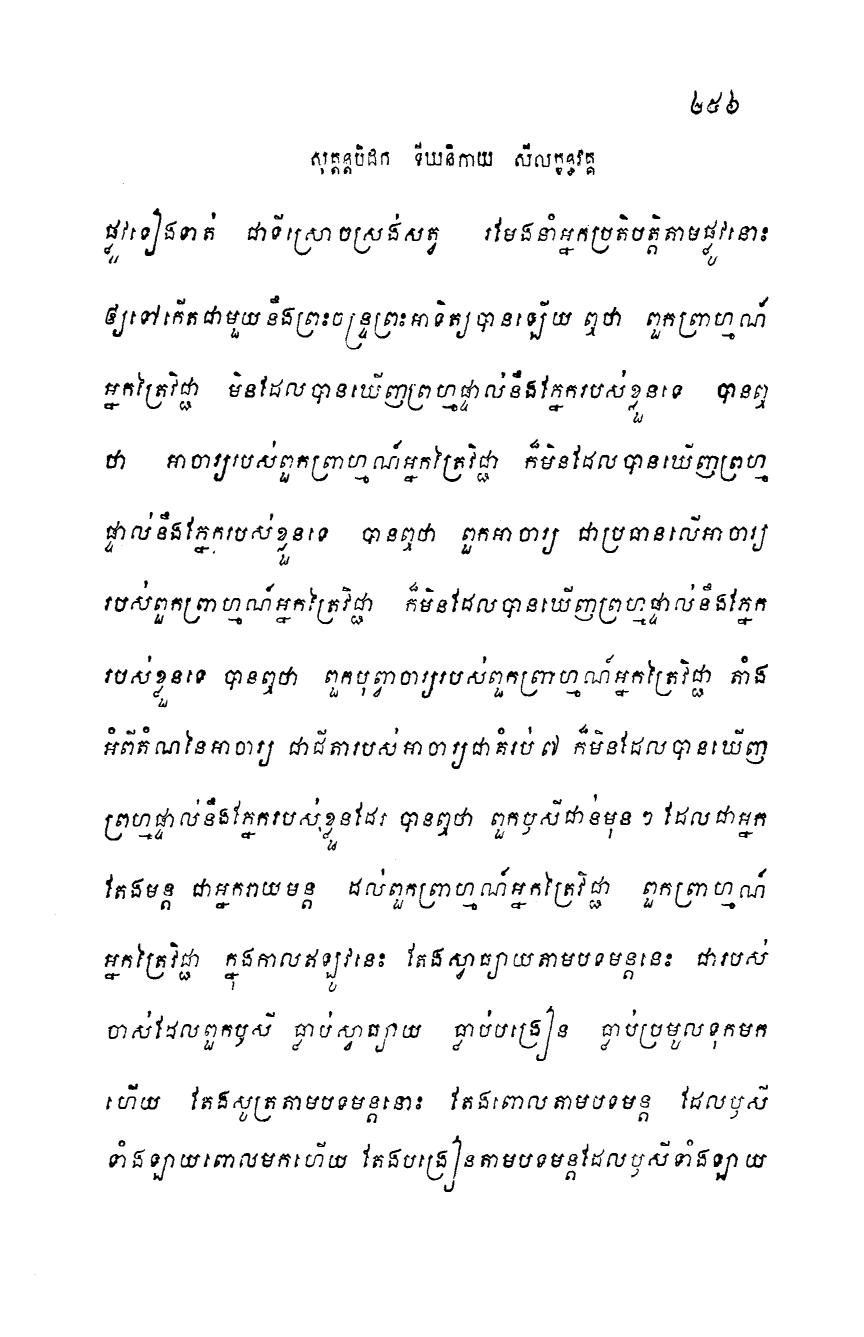 ២៥៦
សុត្តន្តបិដក ទីឃនិកាយ សីលក្ខន្ធវគ្គ
ផ្លូវទៀងទាត់ ជាទីស្រោចស្រង់សត្វ រមែងនាំអ្នកប្រតិបត្តិតាមផ្លូវនោះ
ឲ្យទៅកើតជាមួយនឹងព្រះចន្ទ្រព្រះអាទិត្យបានឡើយ ឮថា ពួកព្រាហ្មណ៍
អ្នកត្រៃវិជ្ជា មិនដែលបានឃើញព្រហ្មផ្ទាល់នឹងភ្នែករបស់ខ្លួនទេ បានឮ
ថា អាចារ្យរបស់ពួកព្រាហ្មណ៍អ្នកត្រៃវិជ្ជា ក៏មិនដែលបានឃើញព្រហ្ម
ផ្ទាល់នឹងភ្នែករបស់ខ្លួនទេ បានឮថា ពួកអាចារ្យ ជាប្រធានលើអាចារ្យ
របស់ពួកព្រាហ្មណ៍អ្នកត្រៃវិជ្ជា ក៏មិនដែលបានឃើញព្រហ្មផ្ទាល់នឹងភ្នែក
របស់ខ្លួនទេ បានឮថា ពួកបុព្វាចារ្យរបស់ពួកព្រាហ្មណ៍អ្នកត្រៃវិជ្ជា តាំង
អំពីតំណនៃអាចារ្យ ជាជីតារបស់អាចារ្យជាគំរប់ ៧ ក៏មិនដែលបានឃើញ
ព្រហ្មផ្ទាល់នឹងភ្នែករបស់ខ្លួនដែរ បានឮថា ពួកឫសីជាន់មុន ៗ ដែលជាអ្នក
តែងមន្ត ជាអ្នករាយមន្ត ដល់ពួកព្រាហ្មណ៍អ្នកត្រៃវិជ្ជា ពួកព្រាហ្មណ៍
អ្នកត្រៃវិជ្ជា ក្នុងកាលឥឡូវនេះ តែងស្វាធ្យាយតាមបទមន្តនេះ ជារបស់
ចាស់ដែលពួកឫសី ធ្លាប់ស្វាធ្យាយ ធ្លាប់បង្រៀន ធ្លាប់ប្រមូលទុកមក
ហើយ តែងសូត្រតាមបទមន្តនោះ តែងពោលតាមបទមន្ត ដែលឫសី
ទាំងឡាយពោលមកហើយ តែងបង្រៀនតាមបទមន្តដែលឫសីទាំងឡាយ